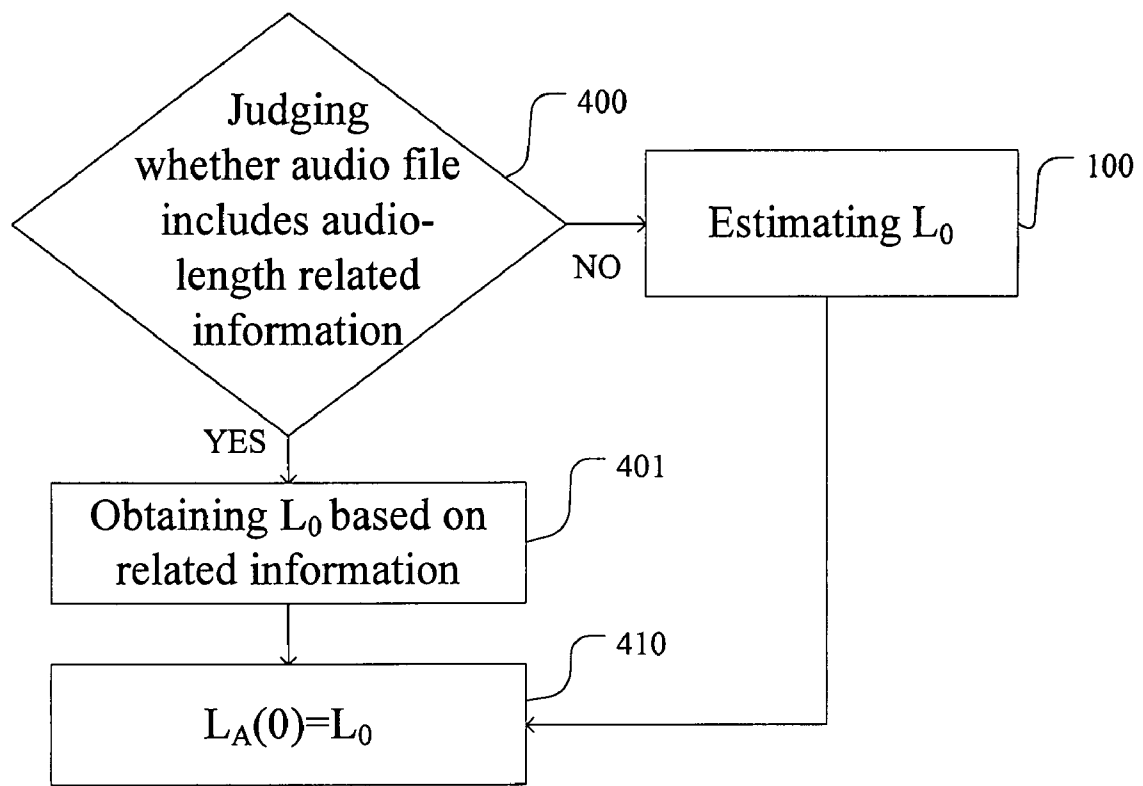 Judging
whether audio file
includes audio-
length related
information
400
NO
Estimating L₀
100
YES
Obtaining L₀ based on
related information
401
L_A(0)=L₀
410